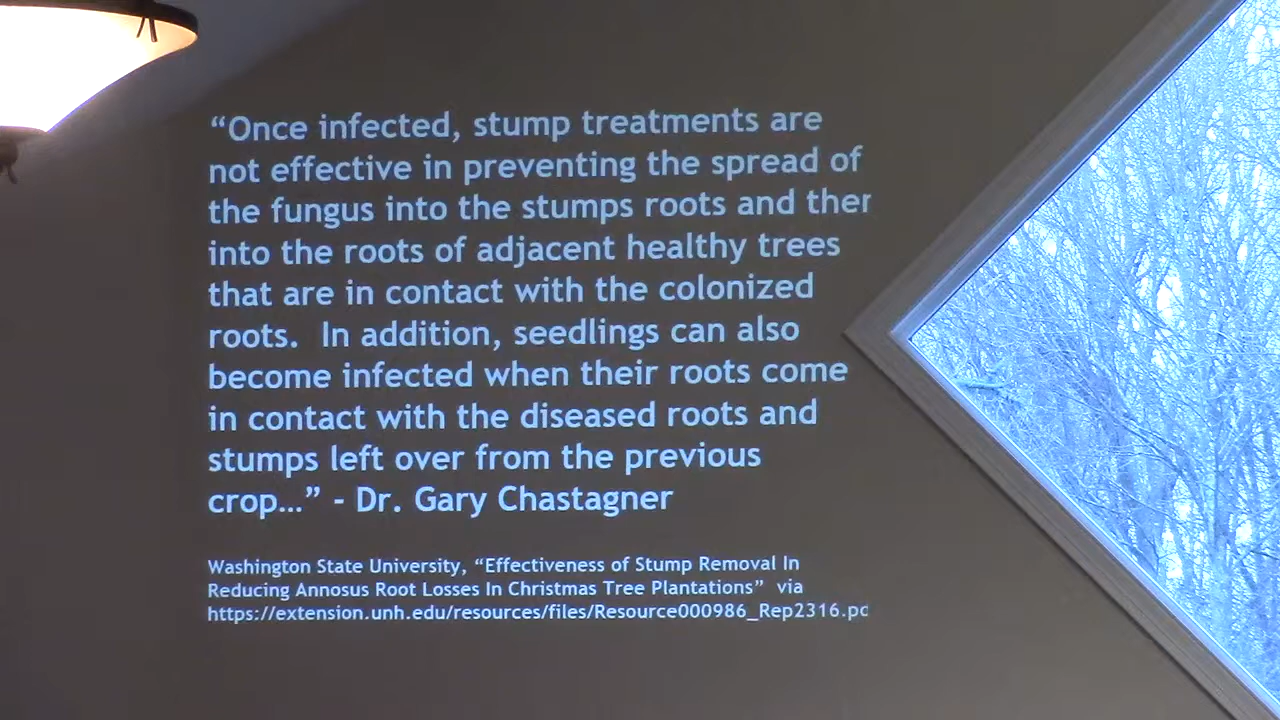 “Once infected, stump treatments are
not effective in preventing the spread of
the fungus into the stumps roots and ther
into the roots of adjacent healthy trees
that are in contact with the colonized
roots.  In addition, seedlings can also
become infected when their roots come
in contact with the diseased roots and
stumps left over from the previous
crop…” - Dr. Gary Chastagner
Washington State University, “Effectiveness of Stump Removal In
Reducing Annosus Root Losses In Christmas Tree Plantations”  via
https://extension.unh.edu/resources/files/Resource000986_Rep2316.pc